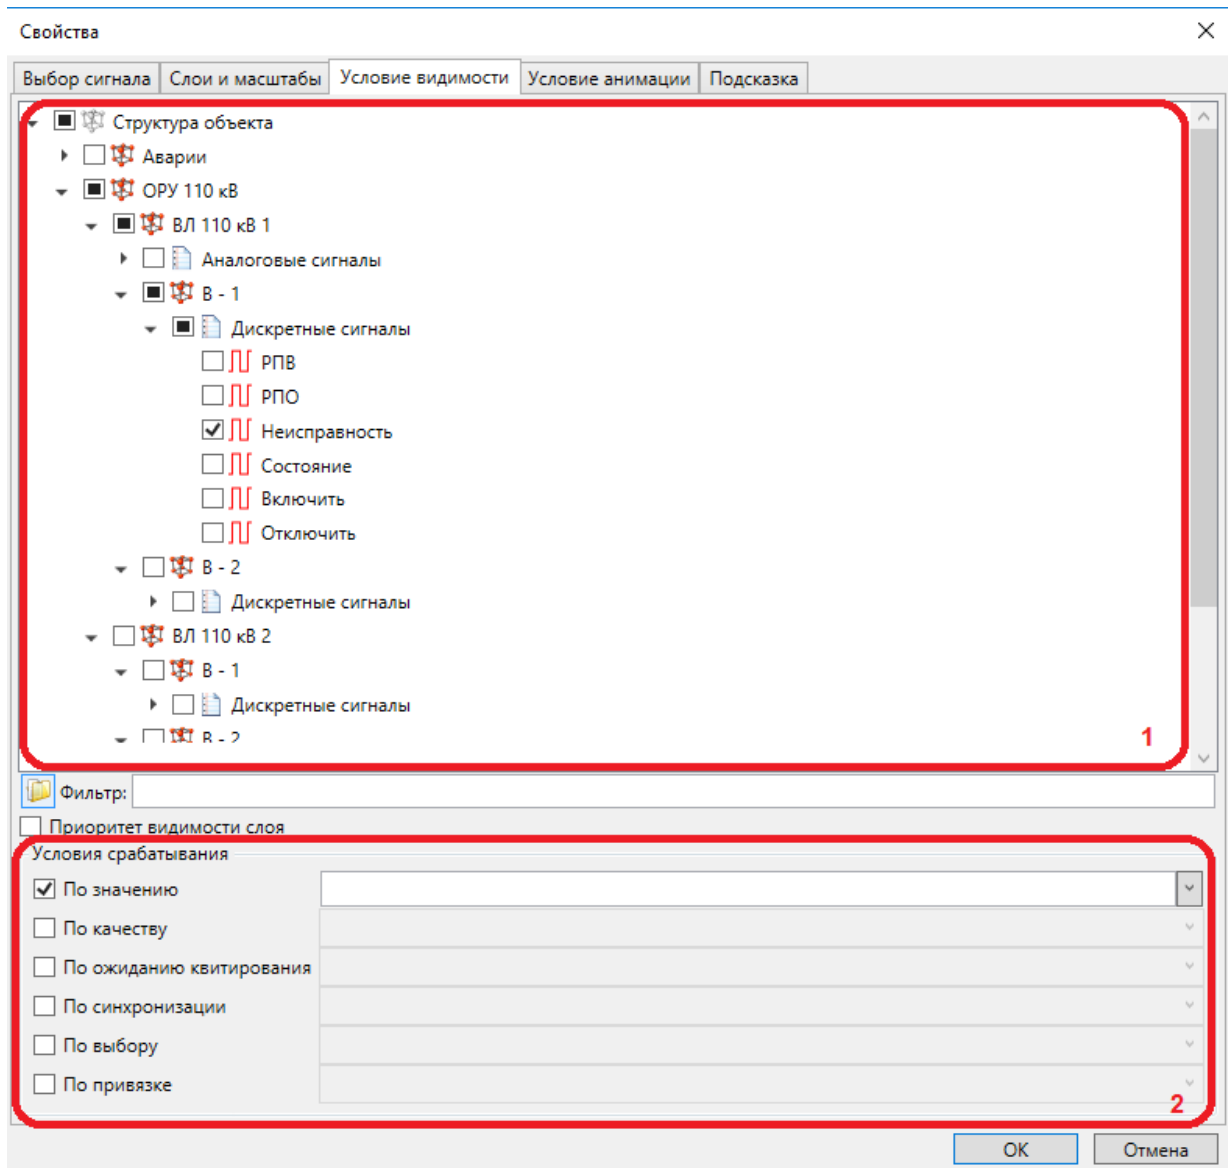 Свойства
Выбор сигнала Слои и масштабы Условие видимости Условие анимации Подсказка
Структура объекта
Аварии
ОРУ 110 кВ
ВЛ 110 кВ 1
Аналоговые сигналы
В - 1
Дискретные сигналы
РПВ
РПО
Неисправность
Состояние
Включить
Отключить
В - 2
Дискретные сигналы
ВЛ 110 кВ 2
В - 1
Дискретные сигналы
В - 2
1
Фильтр:
Приоритет видимости слоя
Условия срабатывания
По значению
По качеству
По ожиданию квитирования
По синхронизации
По выбору
По привязке
2
ОК Отмена